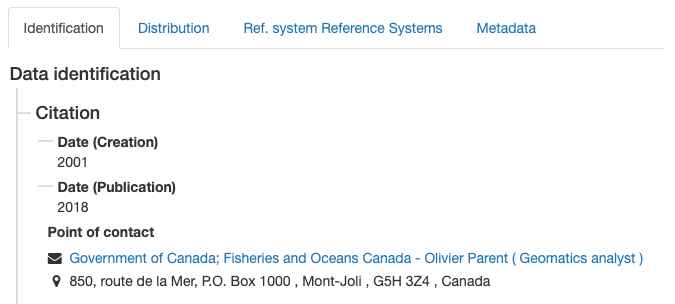 Identification Distribution Ref. system Reference Systems Metadata
Data identification
Citation
Date (Creation)
2001
Date (Publication)
2018
Point of contact
Government of Canada; Fisheries and Oceans Canada - Olivier Parent ( Geomatics analyst )
850, route de la Mer, P.O. Box 1000 , Mont-Joli , G5H 3Z4 , Canada